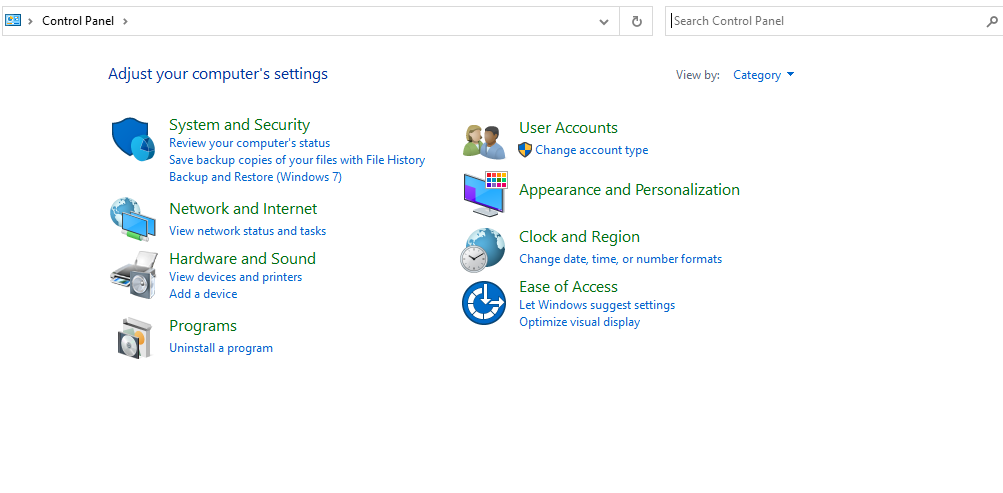 Control Panel
Search Control Panel
Adjust your computer's settings
View by: Category
System and Security
Review your computer's status
Save backup copies of your files with File History
Backup and Restore (Windows 7)
Network and Internet
View network status and tasks
Hardware and Sound
View devices and printers
Add a device
Programs
Uninstall a program
User Accounts
Change account type
Appearance and Personalization
Clock and Region
Change date, time, or number formats
Ease of Access
Let Windows suggest settings
Optimize visual display